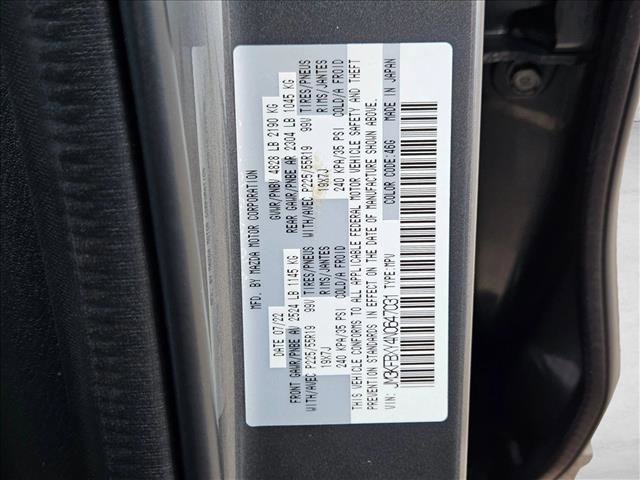 MFD. BY MAZDA MOTOR CORPORATION
DATE 07/22 GVWR/PNBV 4828 LB 2190 KG
FRONT GAWR/PNBE AV 2524 LB 1145 KG REAR GAWR/PNBE AR 2304 LB 1045 KG
WITH/AVEC P225/55R19 99V TIRES/PNEUS WITH/AVEC P225/55R19 99V TIRES/PNEUS
19X7J RIMS/JANTES 19X7J RIMS/JANTES
240 KPA/35 PSI COLD/A FROID 240 KPA/35 PSI COLD/A FROID
THIS VEHICLE CONFORMS TO ALL APPLICABLE FEDERAL MOTOR VEHICLE SAFETY AND THEFT
PREVENTION STANDARDS IN EFFECT ON THE DATE OF MANUFACTURE SHOWN ABOVE.
VIN: JM3KFBXY4N0647031 TYPE:MPV COLOR CODE:46G MADE IN JAPAN